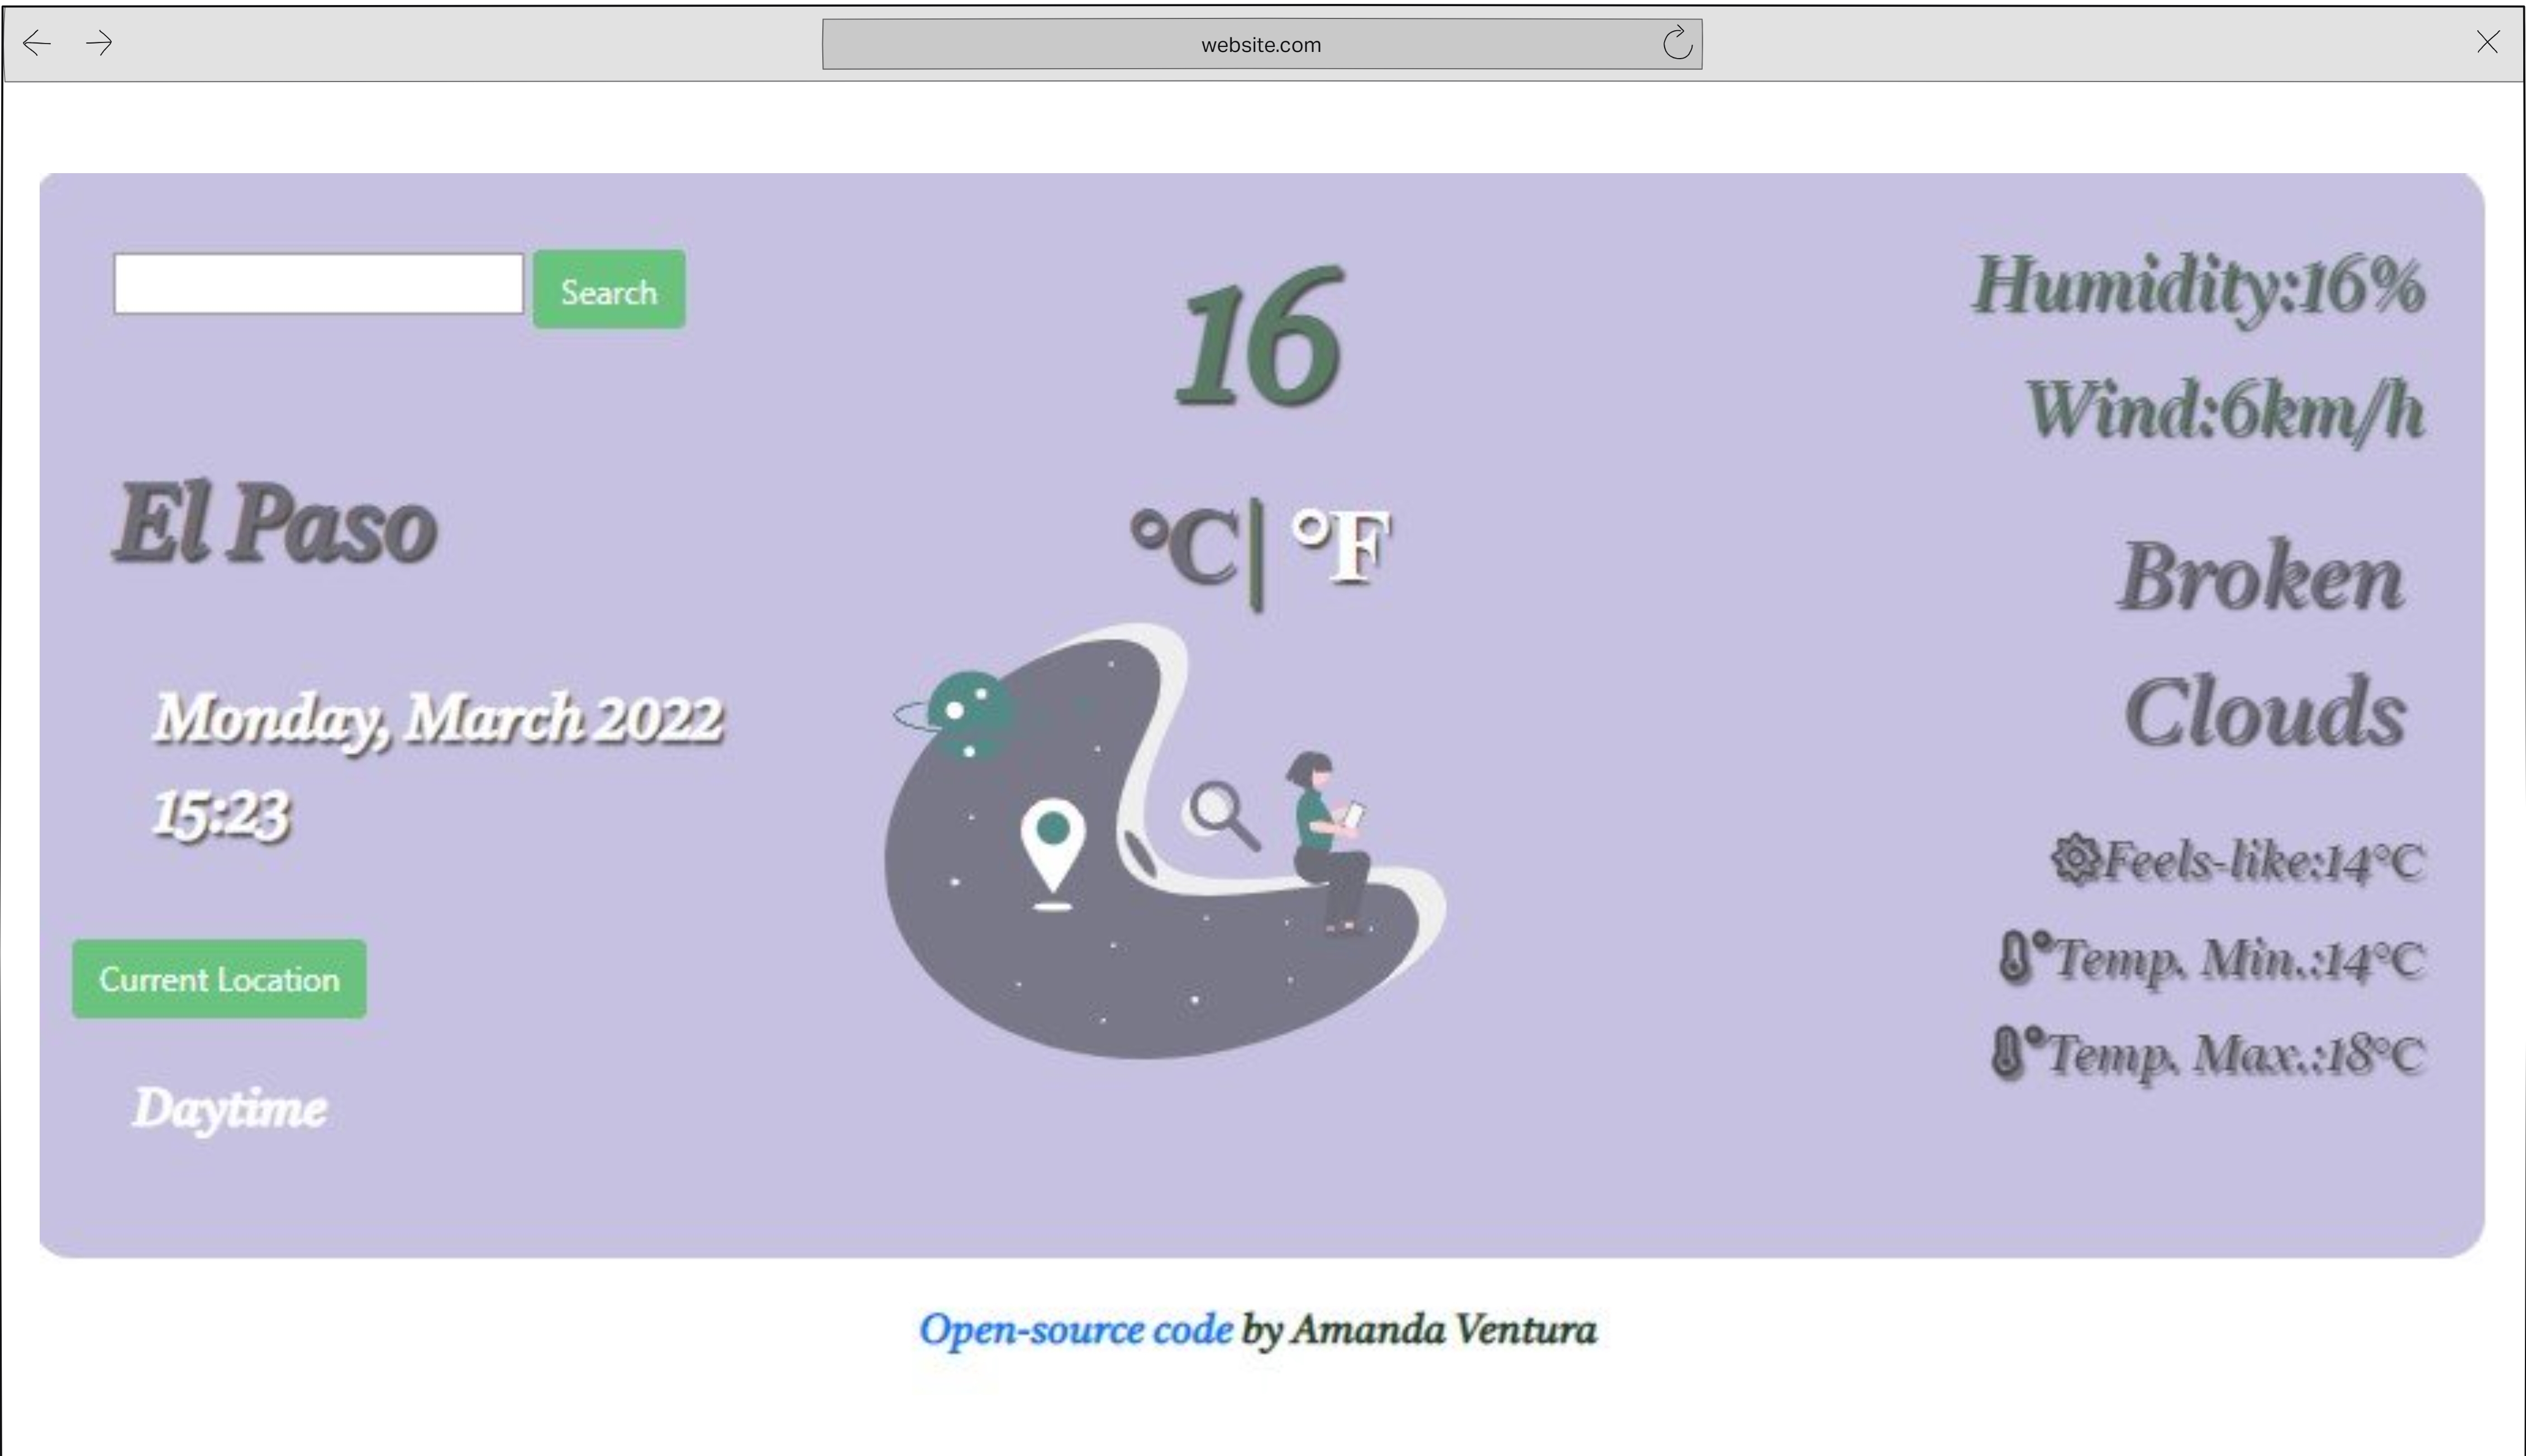 website.com
Search
El Paso
Monday, March 2022
15:23
Current Location
Daytime
16
°C| °F
Humidity:16%
Wind:6km/h
Broken
Clouds
Feels-like:14°C
Temp. Min.:14°C
Temp. Max.:18°C
Open-source code by Amanda Ventura